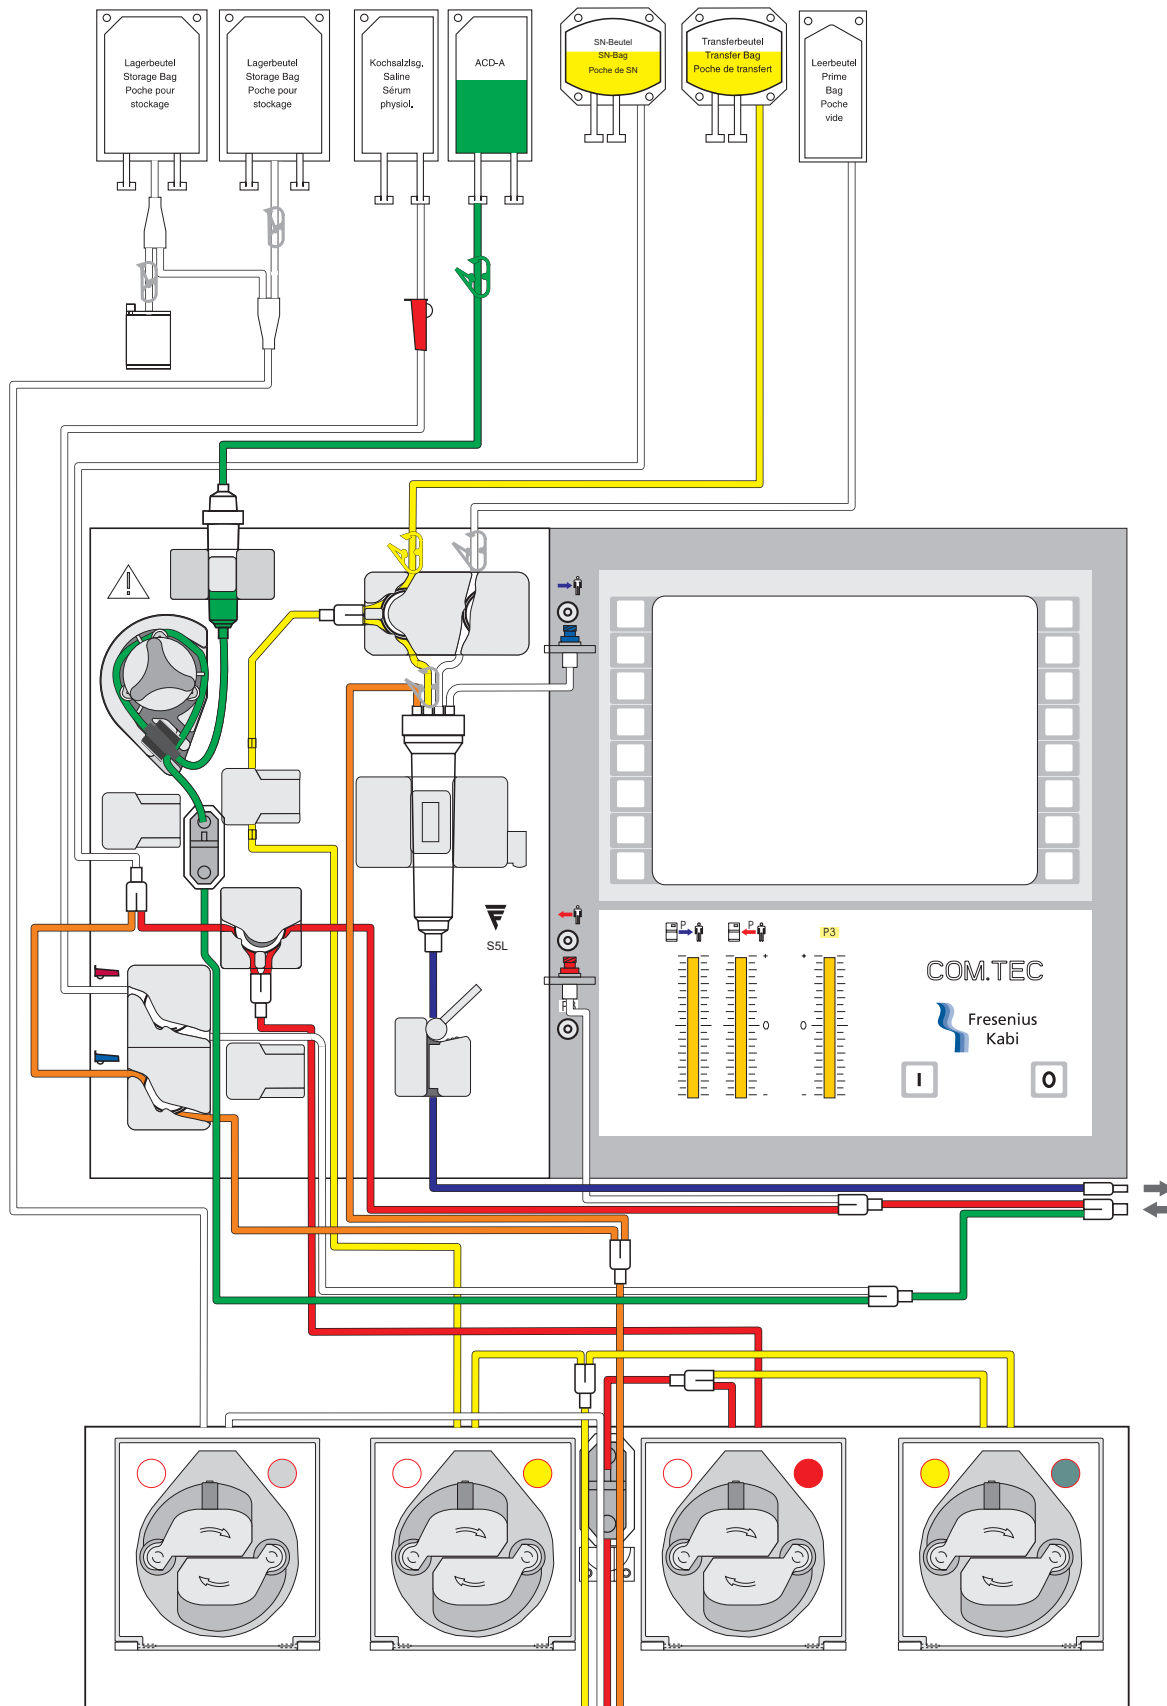 Lagerbeutel
Storage Bag
Poche pour
stockage
Lagerbeutel
Storage Bag
Poche pour
stockage
Kochsalzlsg.
Saline
Sérum
physiol.
ACD-A
SN-Beutel
SN-Bag
Poche de SN
Transferbeutel
Transfer Bag
Poche de transfert
Leerbeutel
Prime
Bag
Poche
vide
!
S5L
P
P
P3
+
+
0
0
-
-
COM.TEC
Fresenius
Kabi
I
O